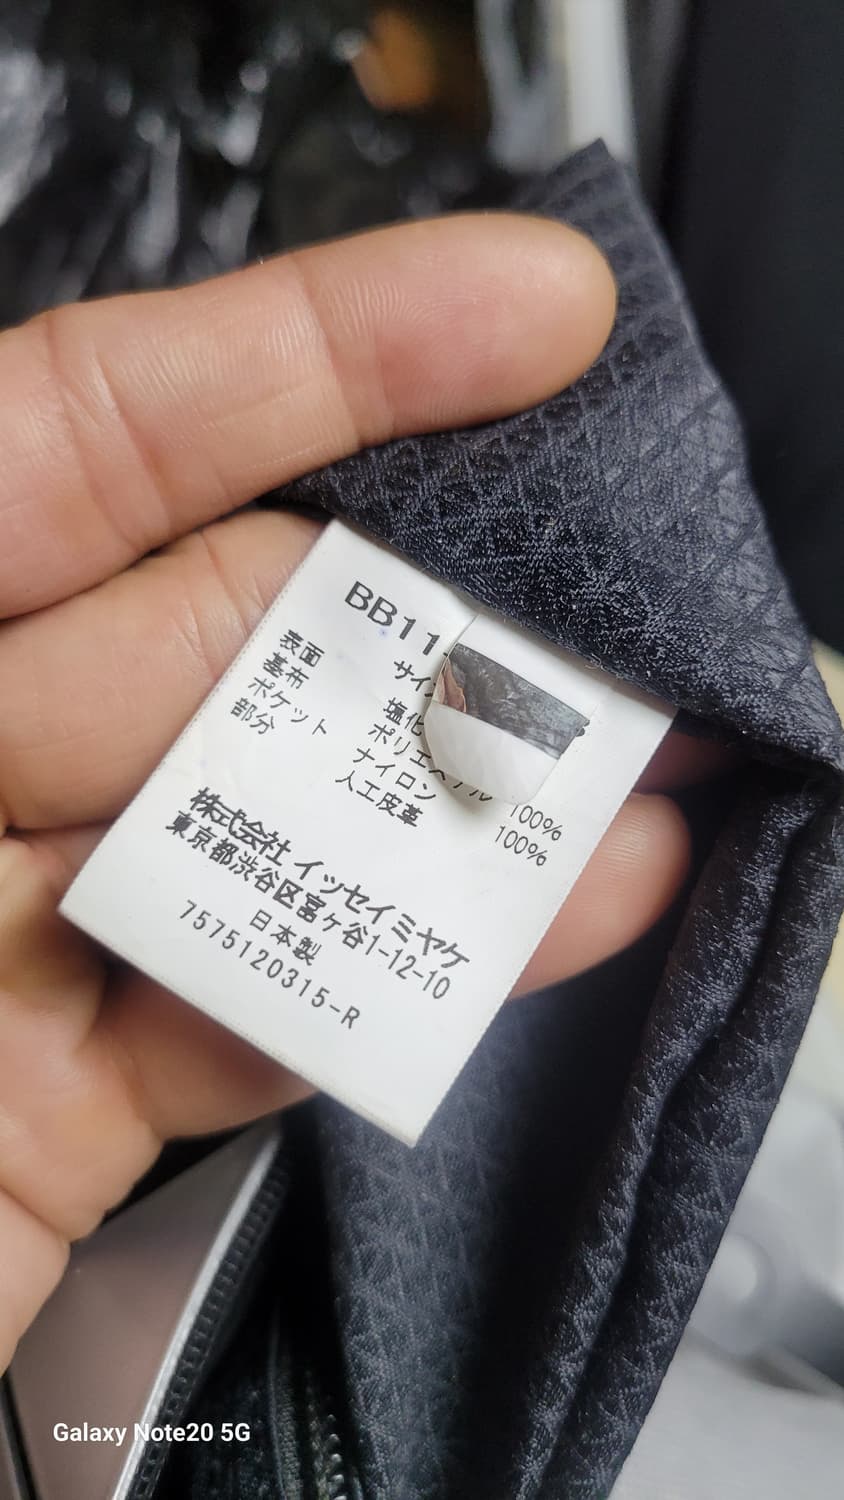 BB11
サイ
表面 塩化
基布 ポリエ
ポケット ナイロン 100%
部分 人工皮革 100%
株式会社 イッセイミヤケ
東京都渋谷区富ケ谷1-12-10
日本製
7575120315-R
Galaxy Note20 5G